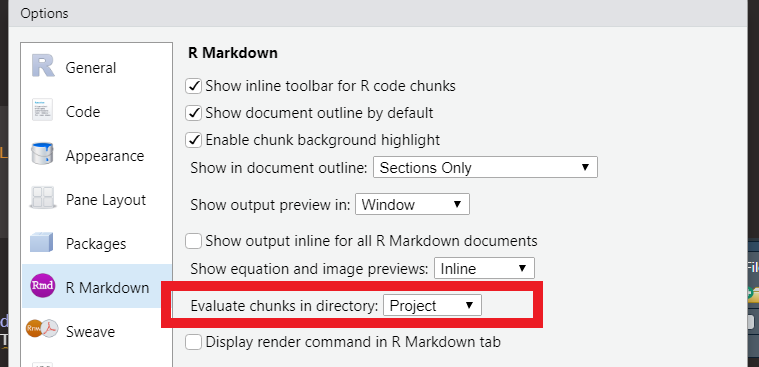 Options
General
Code
Appearance
Pane Layout
Packages
Rmd R Markdown
Rnw Sweave
R Markdown
Show inline toolbar for R code chunks
Show document outline by default
Enable chunk background highlight
Show in document outline: Sections Only
Show output preview in: Window
Show output inline for all R Markdown documents
Show equation and image previews: Inline
Evaluate chunks in directory: Project
Display render command in R Markdown tab